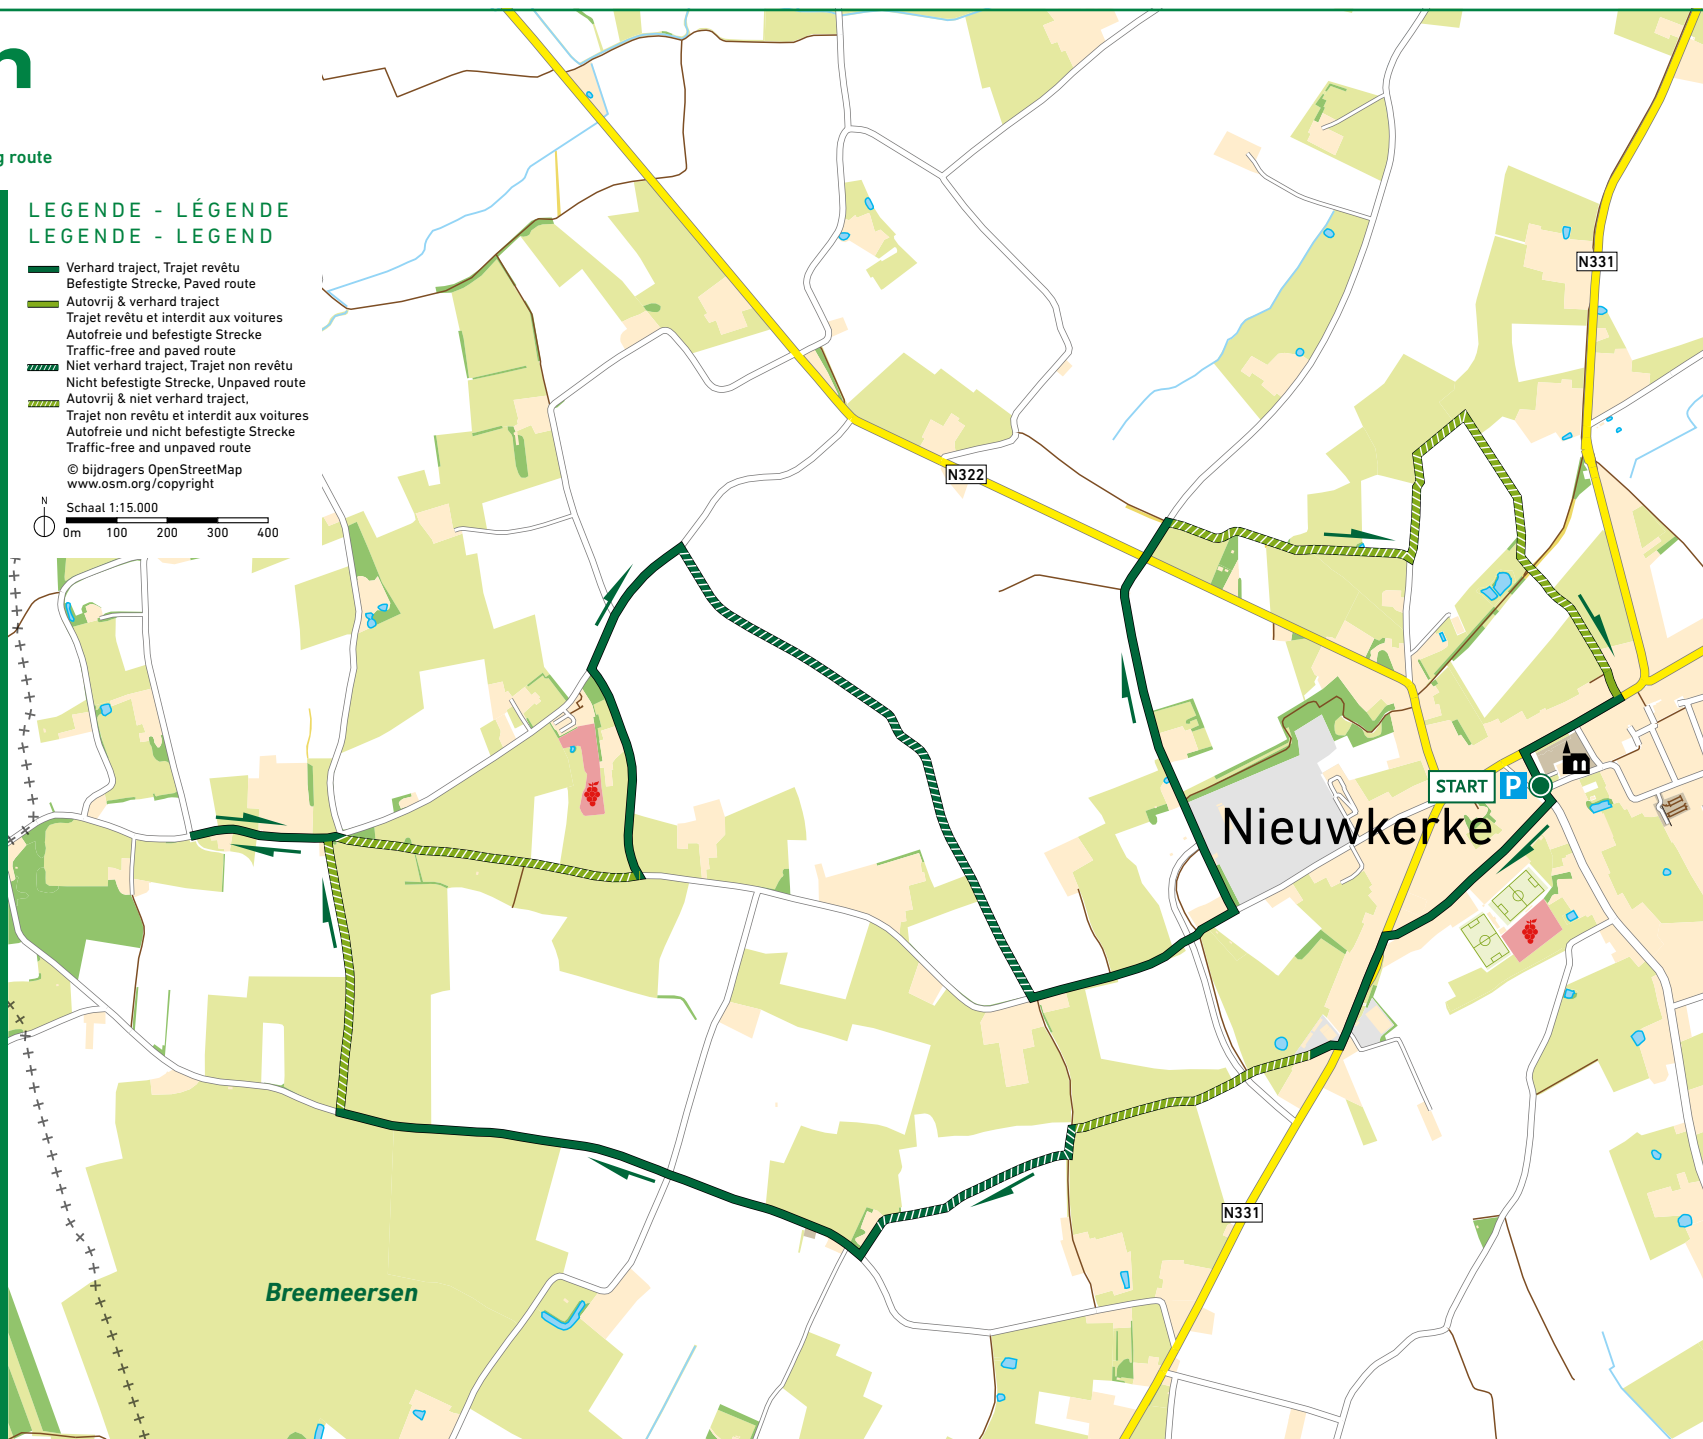 n
g route
LEGENDE - LÉGENDE
LEGENDE - LEGEND
Verhard traject, Trajet revêtu
Befestigte Strecke, Paved route
Autovrij & verhard traject
Trajet revêtu et interdit aux voitures
Autofreie und befestigte Strecke
Traffic-free and paved route
Niet verhard traject, Trajet non revêtu
Nicht befestigte Strecke, Unpaved route
Autovrij & niet verhard traject,
Trajet non revêtu et interdit aux voitures
Autofreie und nicht befestigte Strecke
Traffic-free and unpaved route
© bijdragers OpenStreetMap
www.osm.org/copyright
N
Schaal 1:15.000
0m 100 200 300 400
N331
N322
START P
Nieuwkerke
N331
Breemeersen